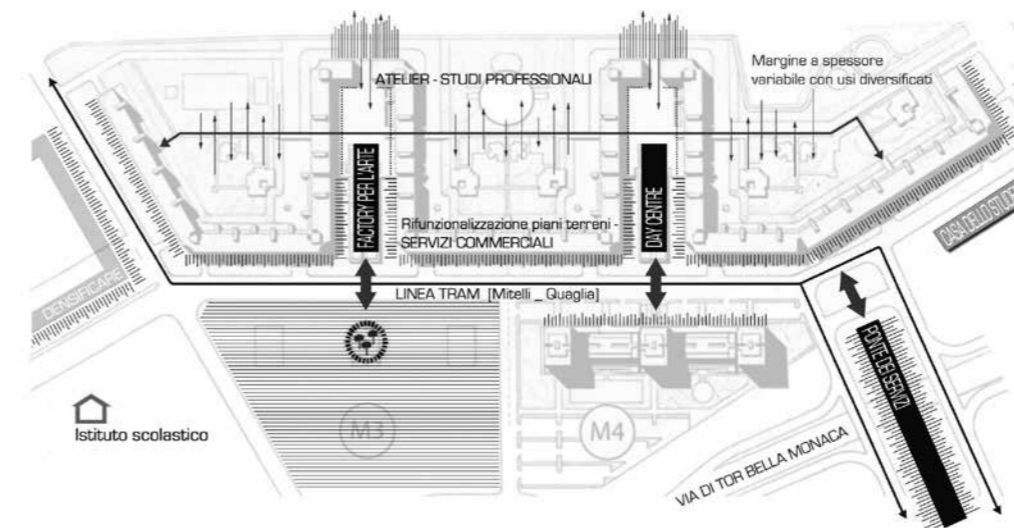 ATELIER - STUDI PROFESSIONALI
Margine a spessore
variabile con usi diversificati
FACTORY PER L'ARTE
DAY CENTRE
Rifunzionalizzazione piani terreni -
SERVIZI COMMERCIALI
CASA DELLO STUDE
DENSIFICARE
LINEA TRAM [Mitelli _ Quaglia]
PONTE DEI SERVIZI
Istituto scolastico
M3
M4
VIA DI TOR BELLA MONACA